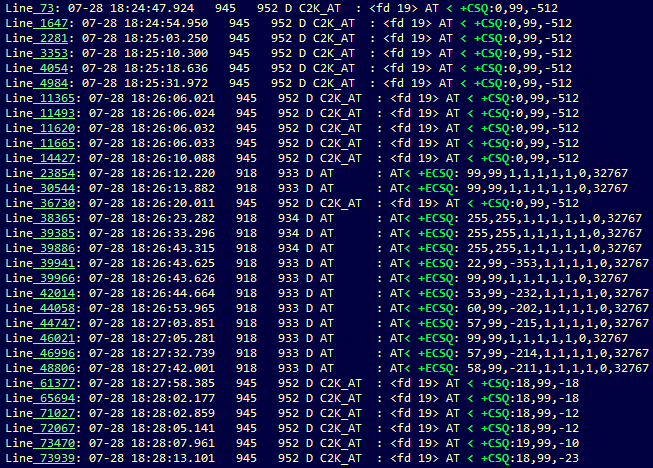 Line 73: 07-28 18:24:47.924 945 952 D C2K_AT : <fd 19> AT < +CSQ:0,99,-512
Line 1647: 07-28 18:24:54.950 945 952 D C2K_AT : <fd 19> AT < +CSQ:0,99,-512
Line 2281: 07-28 18:25:03.250 945 952 D C2K_AT : <fd 19> AT < +CSQ:0,99,-512
Line 3353: 07-28 18:25:10.300 945 952 D C2K_AT : <fd 19> AT < +CSQ:0,99,-512
Line 4054: 07-28 18:25:18.636 945 952 D C2K_AT : <fd 19> AT < +CSQ:0,99,-512
Line 4984: 07-28 18:25:31.972 945 952 D C2K_AT : <fd 19> AT < +CSQ:0,99,-512
Line 11365: 07-28 18:26:06.021 945 952 D C2K_AT : <fd 19> AT < +CSQ:0,99,-512
Line 11493: 07-28 18:26:06.024 945 952 D C2K_AT : <fd 19> AT < +CSQ:0,99,-512
Line 11620: 07-28 18:26:06.032 945 952 D C2K_AT : <fd 19> AT < +CSQ:0,99,-512
Line 11665: 07-28 18:26:06.033 945 952 D C2K_AT : <fd 19> AT < +CSQ:0,99,-512
Line 14427: 07-28 18:26:10.088 945 952 D C2K_AT : <fd 19> AT < +CSQ:0,99,-512
Line 23854: 07-28 18:26:12.220 918 933 D AT : AT< +ECSQ: 99,99,1,1,1,1,1,0,32767
Line 30544: 07-28 18:26:13.882 918 933 D AT : AT< +ECSQ: 99,99,1,1,1,1,1,0,32767
Line 36730: 07-28 18:26:20.011 945 952 D C2K_AT : <fd 19> AT < +CSQ:0,99,-512
Line 38365: 07-28 18:26:23.282 918 934 D AT : AT< +ECSQ: 255,255,1,1,1,1,1,0,32767
Line 39385: 07-28 18:26:33.296 918 934 D AT : AT< +ECSQ: 255,255,1,1,1,1,1,0,32767
Line 39886: 07-28 18:26:43.315 918 934 D AT : AT< +ECSQ: 255,255,1,1,1,1,1,0,32767
Line 39941: 07-28 18:26:43.625 918 933 D AT : AT< +ECSQ: 22,99,-353,1,1,1,1,0,32767
Line 39966: 07-28 18:26:43.626 918 933 D AT : AT< +ECSQ: 99,99,1,1,1,1,1,0,32767
Line 42014: 07-28 18:26:44.664 918 933 D AT : AT< +ECSQ: 53,99,-232,1,1,1,1,0,32767
Line 44058: 07-28 18:26:53.965 918 933 D AT : AT< +ECSQ: 60,99,-202,1,1,1,1,0,32767
Line 44747: 07-28 18:27:03.851 918 933 D AT : AT< +ECSQ: 57,99,-215,1,1,1,1,0,32767
Line 46021: 07-28 18:27:05.281 918 933 D AT : AT< +ECSQ: 99,99,1,1,1,1,1,0,32767
Line 46996: 07-28 18:27:32.739 918 933 D AT : AT< +ECSQ: 57,99,-214,1,1,1,1,0,32767
Line 48806: 07-28 18:27:42.001 918 933 D AT : AT< +ECSQ: 58,99,-211,1,1,1,1,0,32767
Line 61377: 07-28 18:27:58.385 945 952 D C2K_AT : <fd 19> AT < +CSQ:18,99,-18
Line 65694: 07-28 18:28:02.177 945 952 D C2K_AT : <fd 19> AT < +CSQ:18,99,-18
Line 71027: 07-28 18:28:02.859 945 952 D C2K_AT : <fd 19> AT < +CSQ:18,99,-12
Line 72067: 07-28 18:28:05.141 945 952 D C2K_AT : <fd 19> AT < +CSQ:18,99,-12
Line 73470: 07-28 18:28:07.961 945 952 D C2K_AT : <fd 19> AT < +CSQ:19,99,-10
Line 73939: 07-28 18:28:13.101 945 952 D C2K_AT : <fd 19> AT < +CSQ:18,99,-23